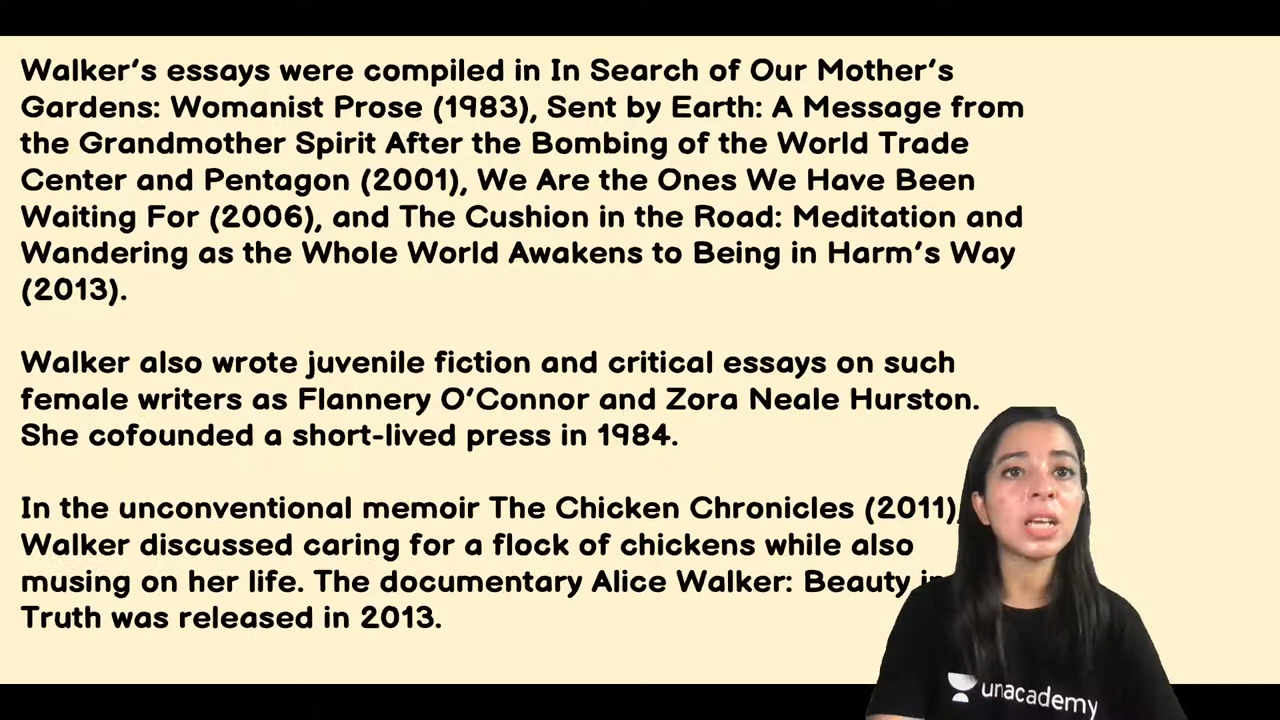 Walker's essays were compiled in In Search of Our Mother's
Gardens: Womanist Prose (1983), Sent by Earth: A Message from
the Grandmother Spirit After the Bombing of the World Trade
Center and Pentagon (2001), We Are the Ones We Have Been
Waiting For (2006), and The Cushion in the Road: Meditation and
Wandering as the Whole World Awakens to Being in Harm's Way
(2013).
Walker also wrote juvenile fiction and critical essays on such
female writers as Flannery O'Connor and Zora Neale Hurston.
She cofounded a short-lived press in 1984.
In the unconventional memoir The Chicken Chronicles (2011),
Walker discussed caring for a flock of chickens while also
musing on her life. The documentary Alice Walker: Beauty in
Truth was released in 2013.
unacademy